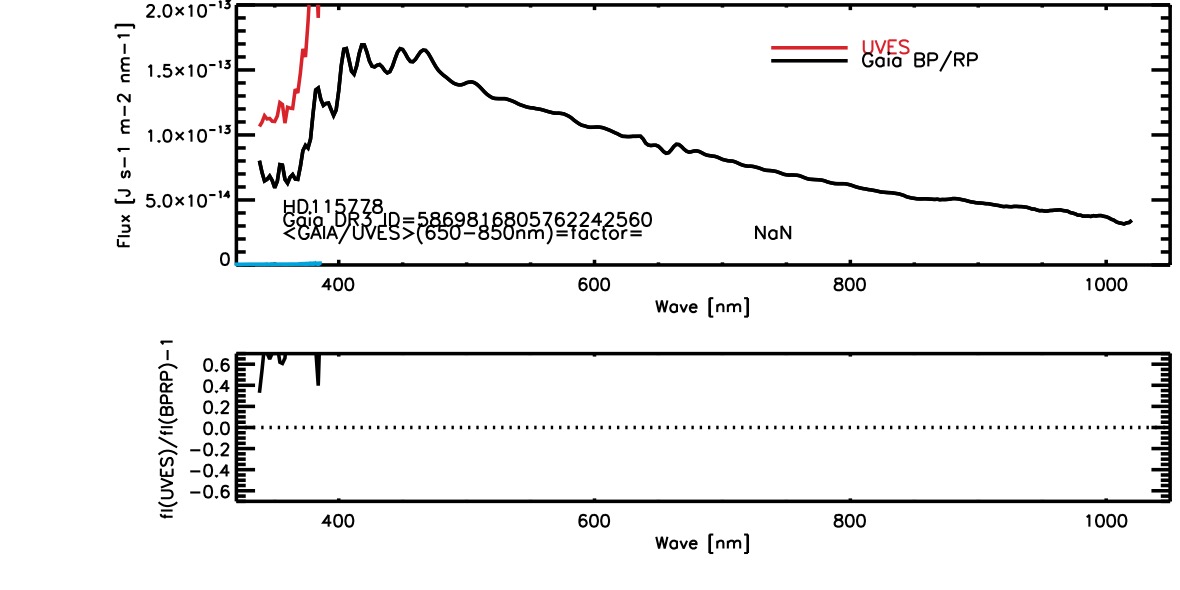 2.0×10−13
1.5×10−13
1.0×10−13
5.0×10−14
0
Flux [J s−1 m−2 nm−1]
UVES
Gaia BP/RP
HD115778
Gaia DR3 ID=5869816805762242560
<GAIA/UVES>(650−850nm)=factor= NaN
400 600 800 1000
Wave [nm]
fl(UVES)/fl(BPRP)−1
0.6
0.4
0.2
0.0
−0.2
−0.4
−0.6
400 600 800 1000
Wave [nm]